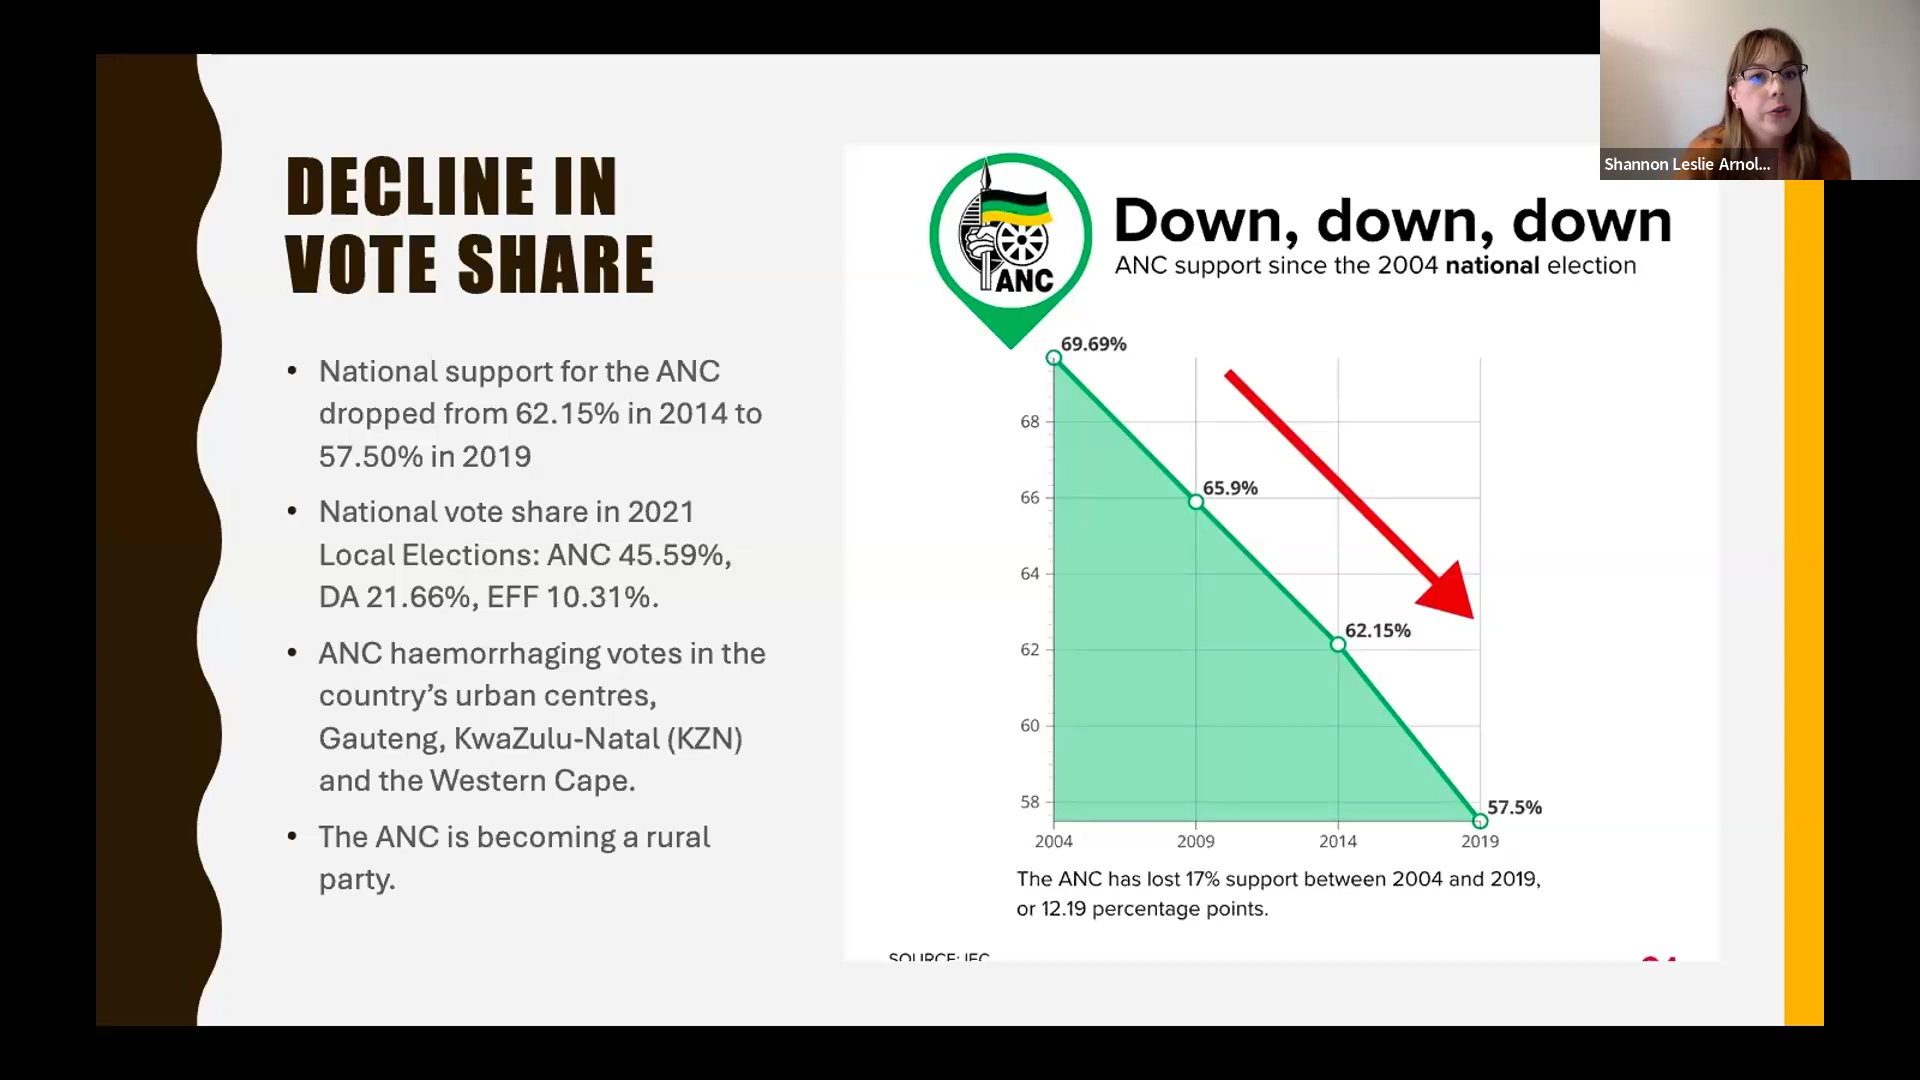 Shannon Leslie Arnol...
DECLINE IN
VOTE SHARE
• National support for the ANC
dropped from 62.15% in 2014 to
57.50% in 2019
• National vote share in 2021
Local Elections: ANC 45.59%,
DA 21.66%, EFF 10.31%.
• ANC haemorrhaging votes in the
country’s urban centres,
Gauteng, KwaZulu-Natal (KZN)
and the Western Cape.
• The ANC is becoming a rural
party.
ANC
Down, down, down
ANC support since the 2004 national election
69.69%
68
65.9%
66
64
62.15%
62
60
58
57.5%
2004 2009 2014 2019
The ANC has lost 17% support between 2004 and 2019,
or 12.19 percentage points.
SOURCE: IEC